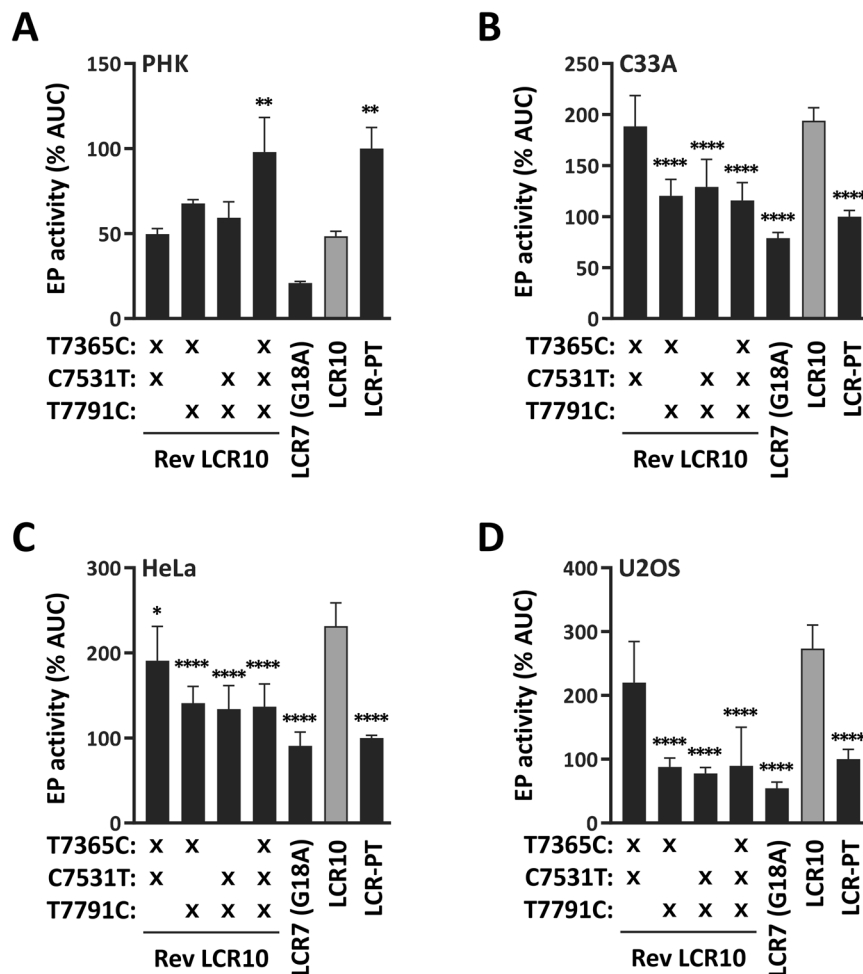 A
PHK
EP activity (% AUC)
150
100
50
0
**
**
T7365C: X X X
C7531T: X X X
T7791C: X X X
Rev LCR10
LCR7 (G18A)
LCR10
LCR-PT
B
C33A
EP activity (% AUC)
250
200
150
100
50
0
****
****
****
****
****
T7365C: X X X
C7531T: X X X
T7791C: X X X
Rev LCR10
LCR7 (G18A)
LCR10
LCR-PT
C
HeLa
EP activity (% AUC)
300
200
100
0
*
****
****
****
****
****
T7365C: X X X
C7531T: X X X
T7791C: X X X
Rev LCR10
LCR7 (G18A)
LCR10
LCR-PT
D
U2OS
EP activity (% AUC)
400
300
200
100
0
****
****
****
****
****
T7365C: X X X
C7531T: X X X
T7791C: X X X
Rev LCR10
LCR7 (G18A)
LCR10
LCR-PT